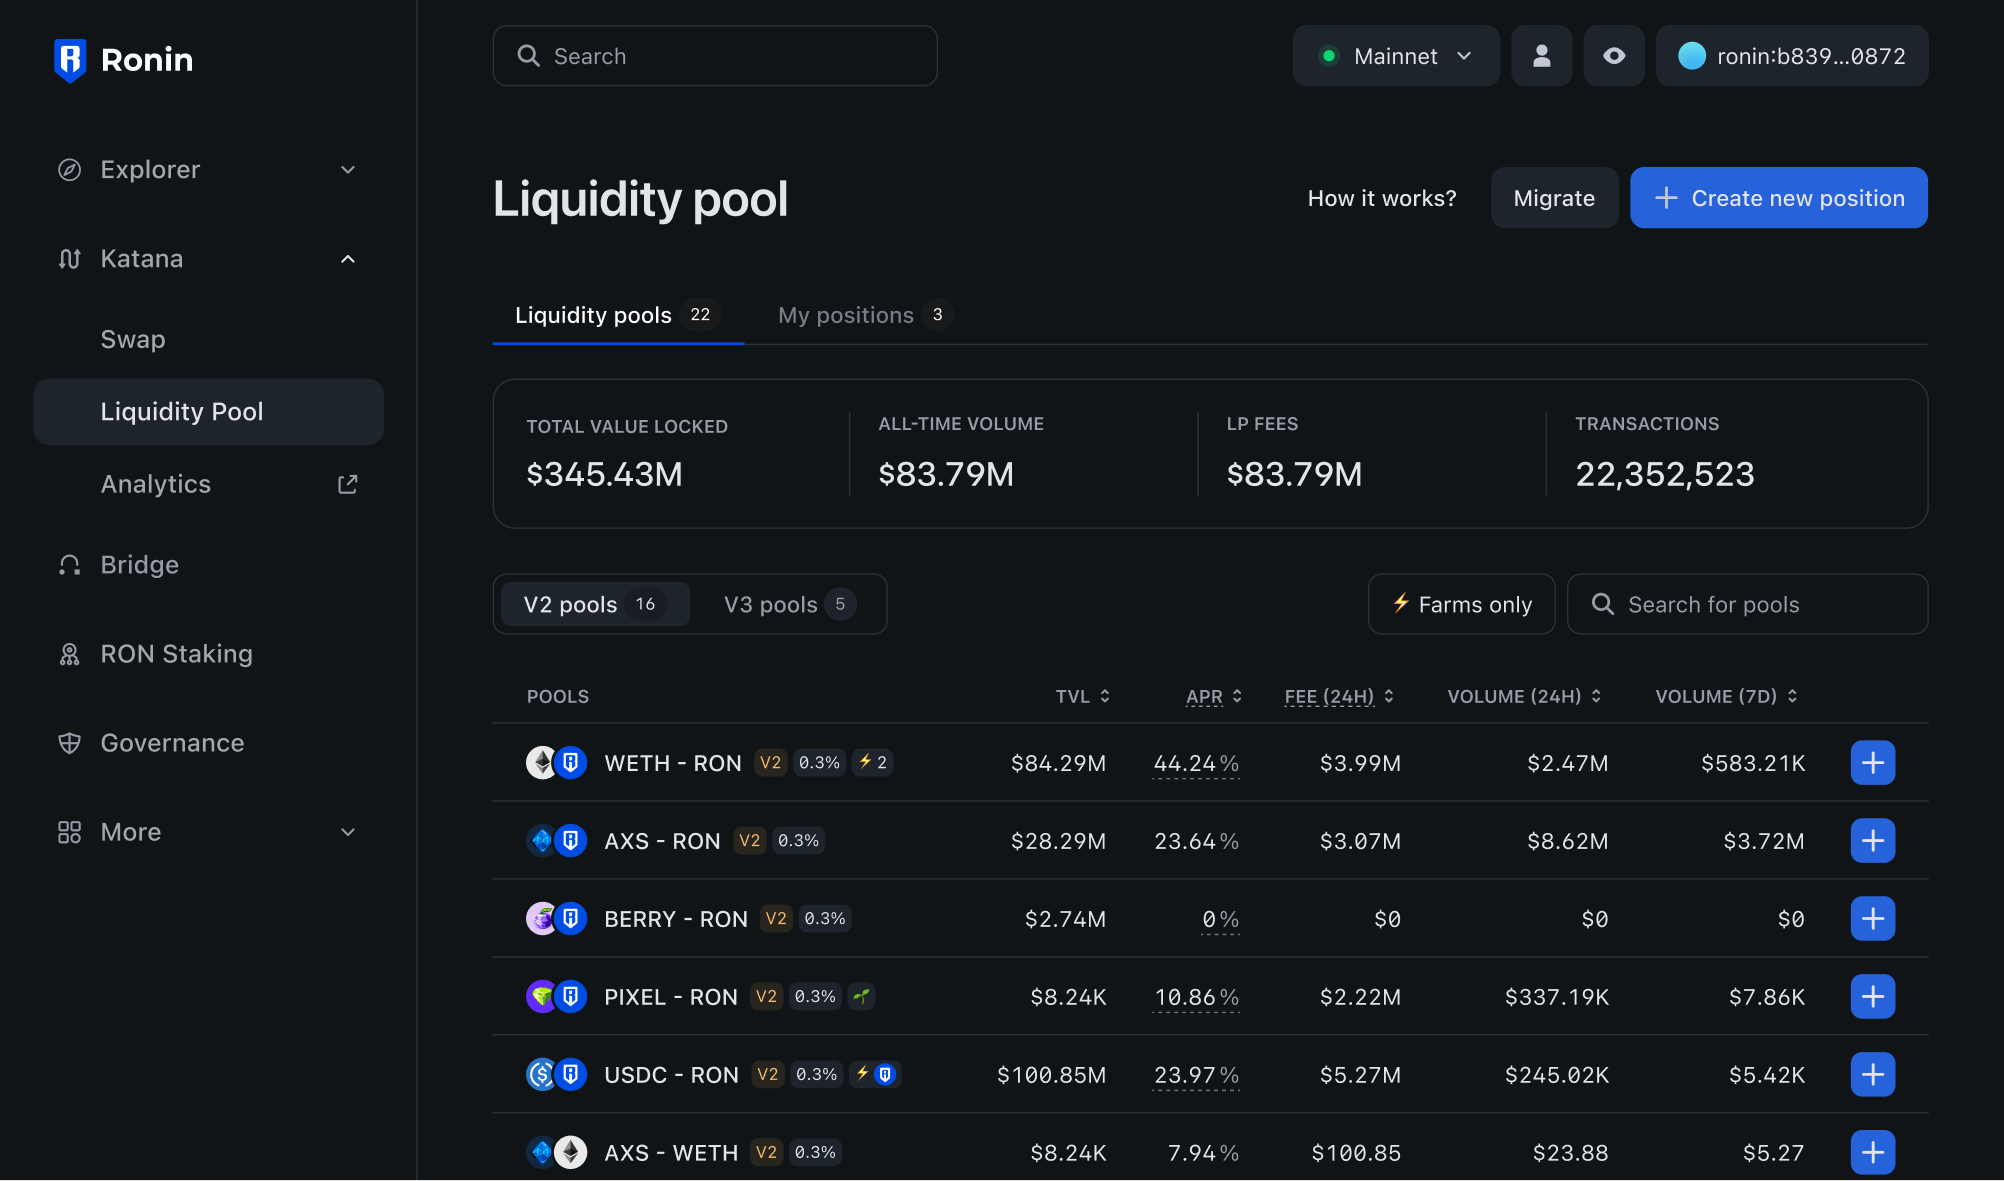 Ronin
Search
Mainnet
ronin:b839...0872
Explorer
Katana
Swap
Liquidity Pool
Analytics
Bridge
RON Staking
Governance
More
Liquidity pool
How it works?
Migrate
Create new position
Liquidity pools 22
My positions 3
TOTAL VALUE LOCKED
$345.43M
ALL-TIME VOLUME
$83.79M
LP FEES
$83.79M
TRANSACTIONS
22,352,523
V2 pools 16
V3 pools 5
⚡ Farms only
Search for pools
POOLS TVL APR FEE (24H) VOLUME (24H) VOLUME (7D)
WETH - RON V2 0.3% ⚡ 2 $84.29M 44.24% $3.99M $2.47M $583.21K
AXS - RON V2 0.3% $28.29M 23.64% $3.07M $8.62M $3.72M
BERRY - RON V2 0.3% $2.74M 0% $0 $0 $0
PIXEL - RON V2 0.3% $8.24K 10.86% $2.22M $337.19K $7.86K
USDC - RON V2 0.3% ⚡ $100.85M 23.97% $5.27M $245.02K $5.42K
AXS - WETH V2 0.3% $8.24K 7.94% $100.85 $23.88 $5.27